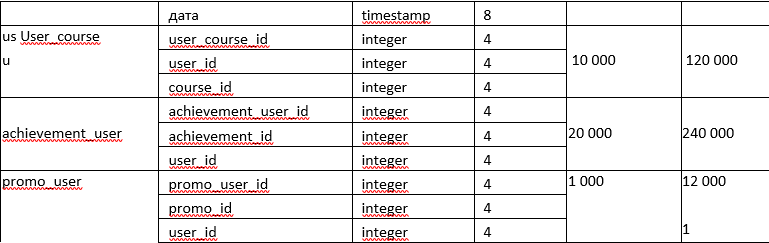 дата timestamp 8
us User_course user_course_id integer 4
u user_id integer 4 10 000 120 000
course_id integer 4
achievement_user_id integer 4
achievement_user achievement_id integer 4 20 000 240 000
user_id integer 4
promo_user promo_user_id integer 4 1 000 12 000
promo_id integer 4
user_id integer 4 1